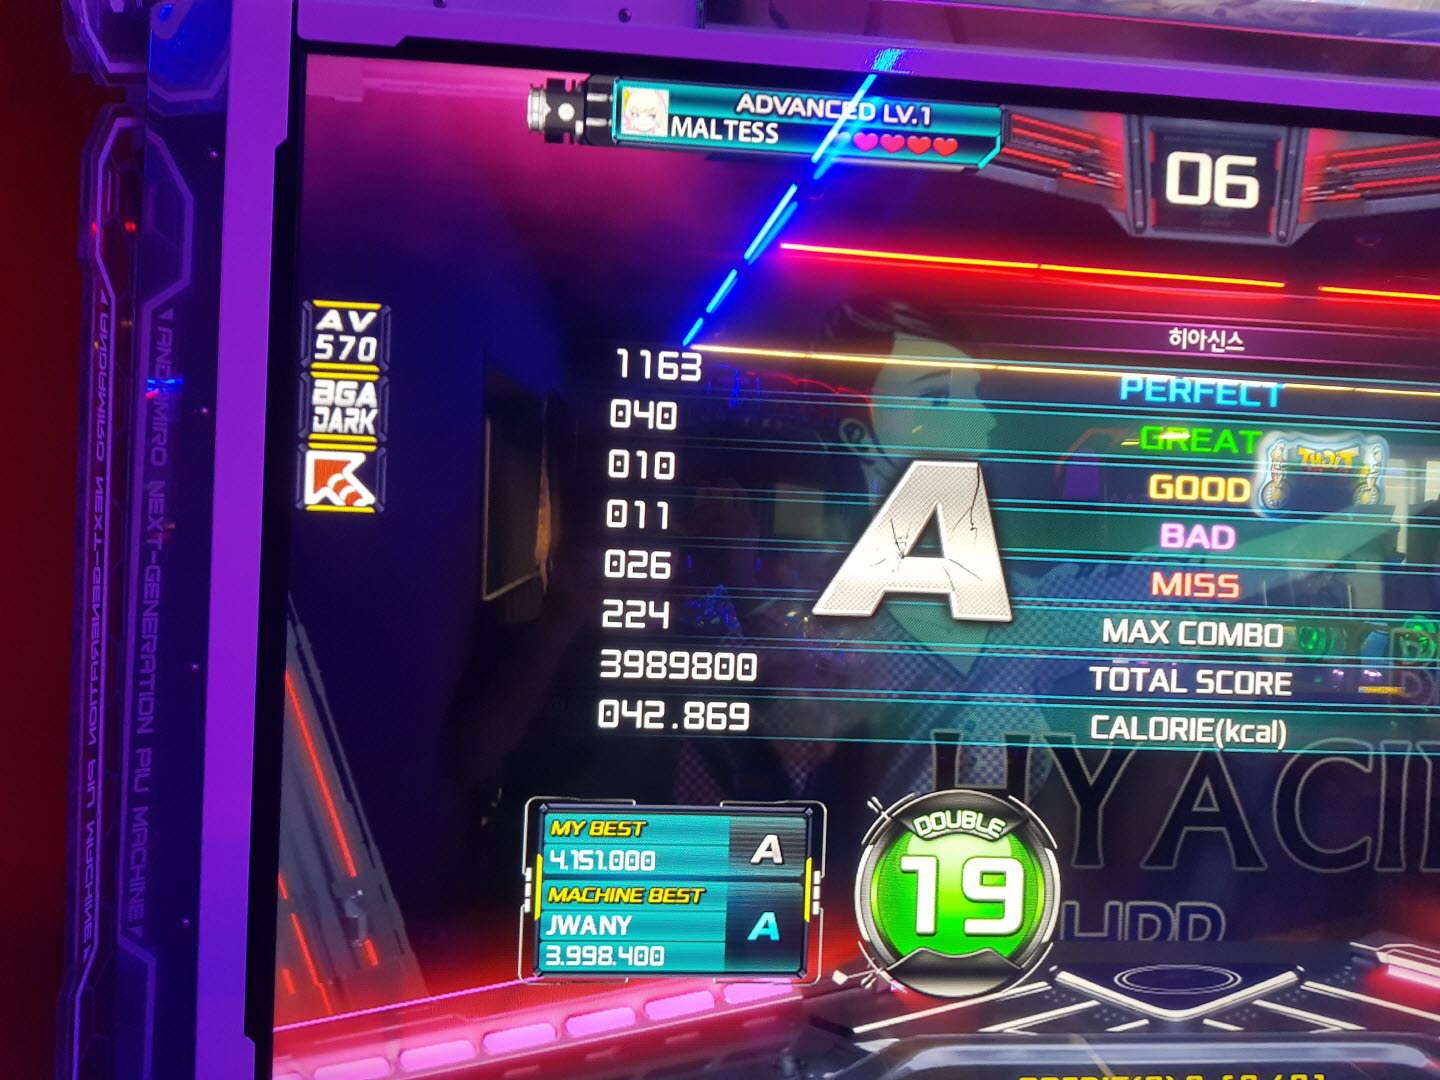 ADVANCED LV.1
MALTESS
06
AV
570
BGA
DARK
히아신스
1163
PERFECT
040
GREAT
010
GOOD
011
BAD
026
MISS
224
MAX COMBO
3989800
TOTAL SCORE
042.869
CALORIE(kcal)
A
MY BEST
4.151.000
A
MACHINE BEST
JWANY
3.998.400
A
DOUBLE
19
ANDAMIRO NEXT-GENERATION PIU MACHINE